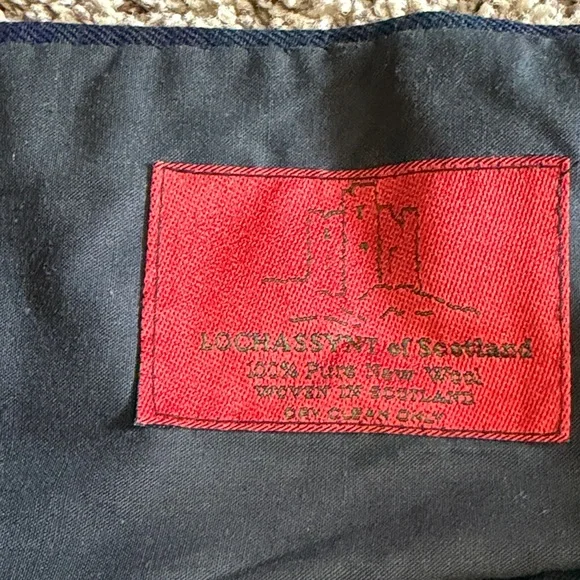 LOCHASSYNT of Scotland
100% Pure New Wool
WOVEN IN SCOTLAND
DRY CLEAN ONLY